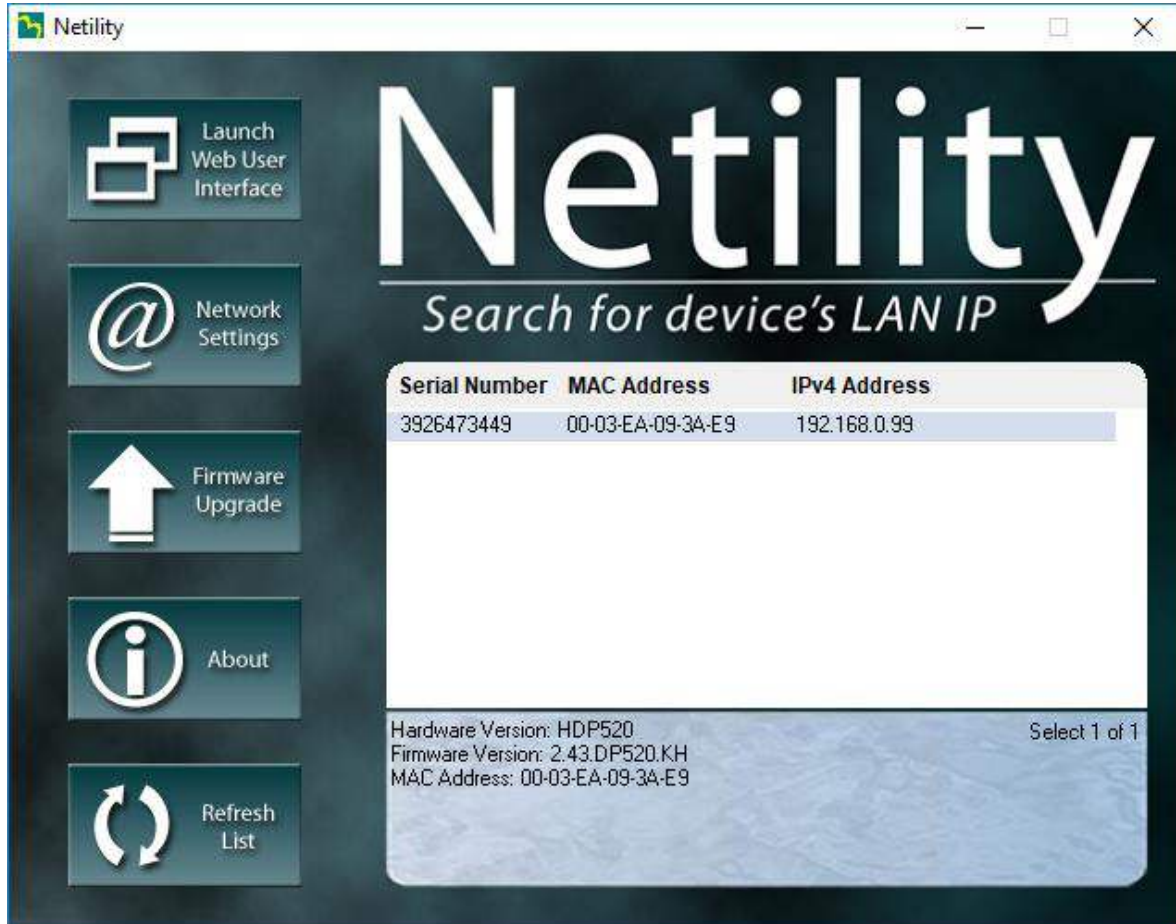 Netility
Launch
Web User
Interface
Network
Settings
Firmware
Upgrade
About
Refresh
List
Netility
Search for device's LAN IP
Serial Number MAC Address IPv4 Address
3926473449 00-03-EA-09-3A-E9 192.168.0.99
Hardware Version: HDP520 Select 1 of 1
Firmware Version: 2.43.DP520.KH
MAC Address: 00-03-EA-09-3A-E9